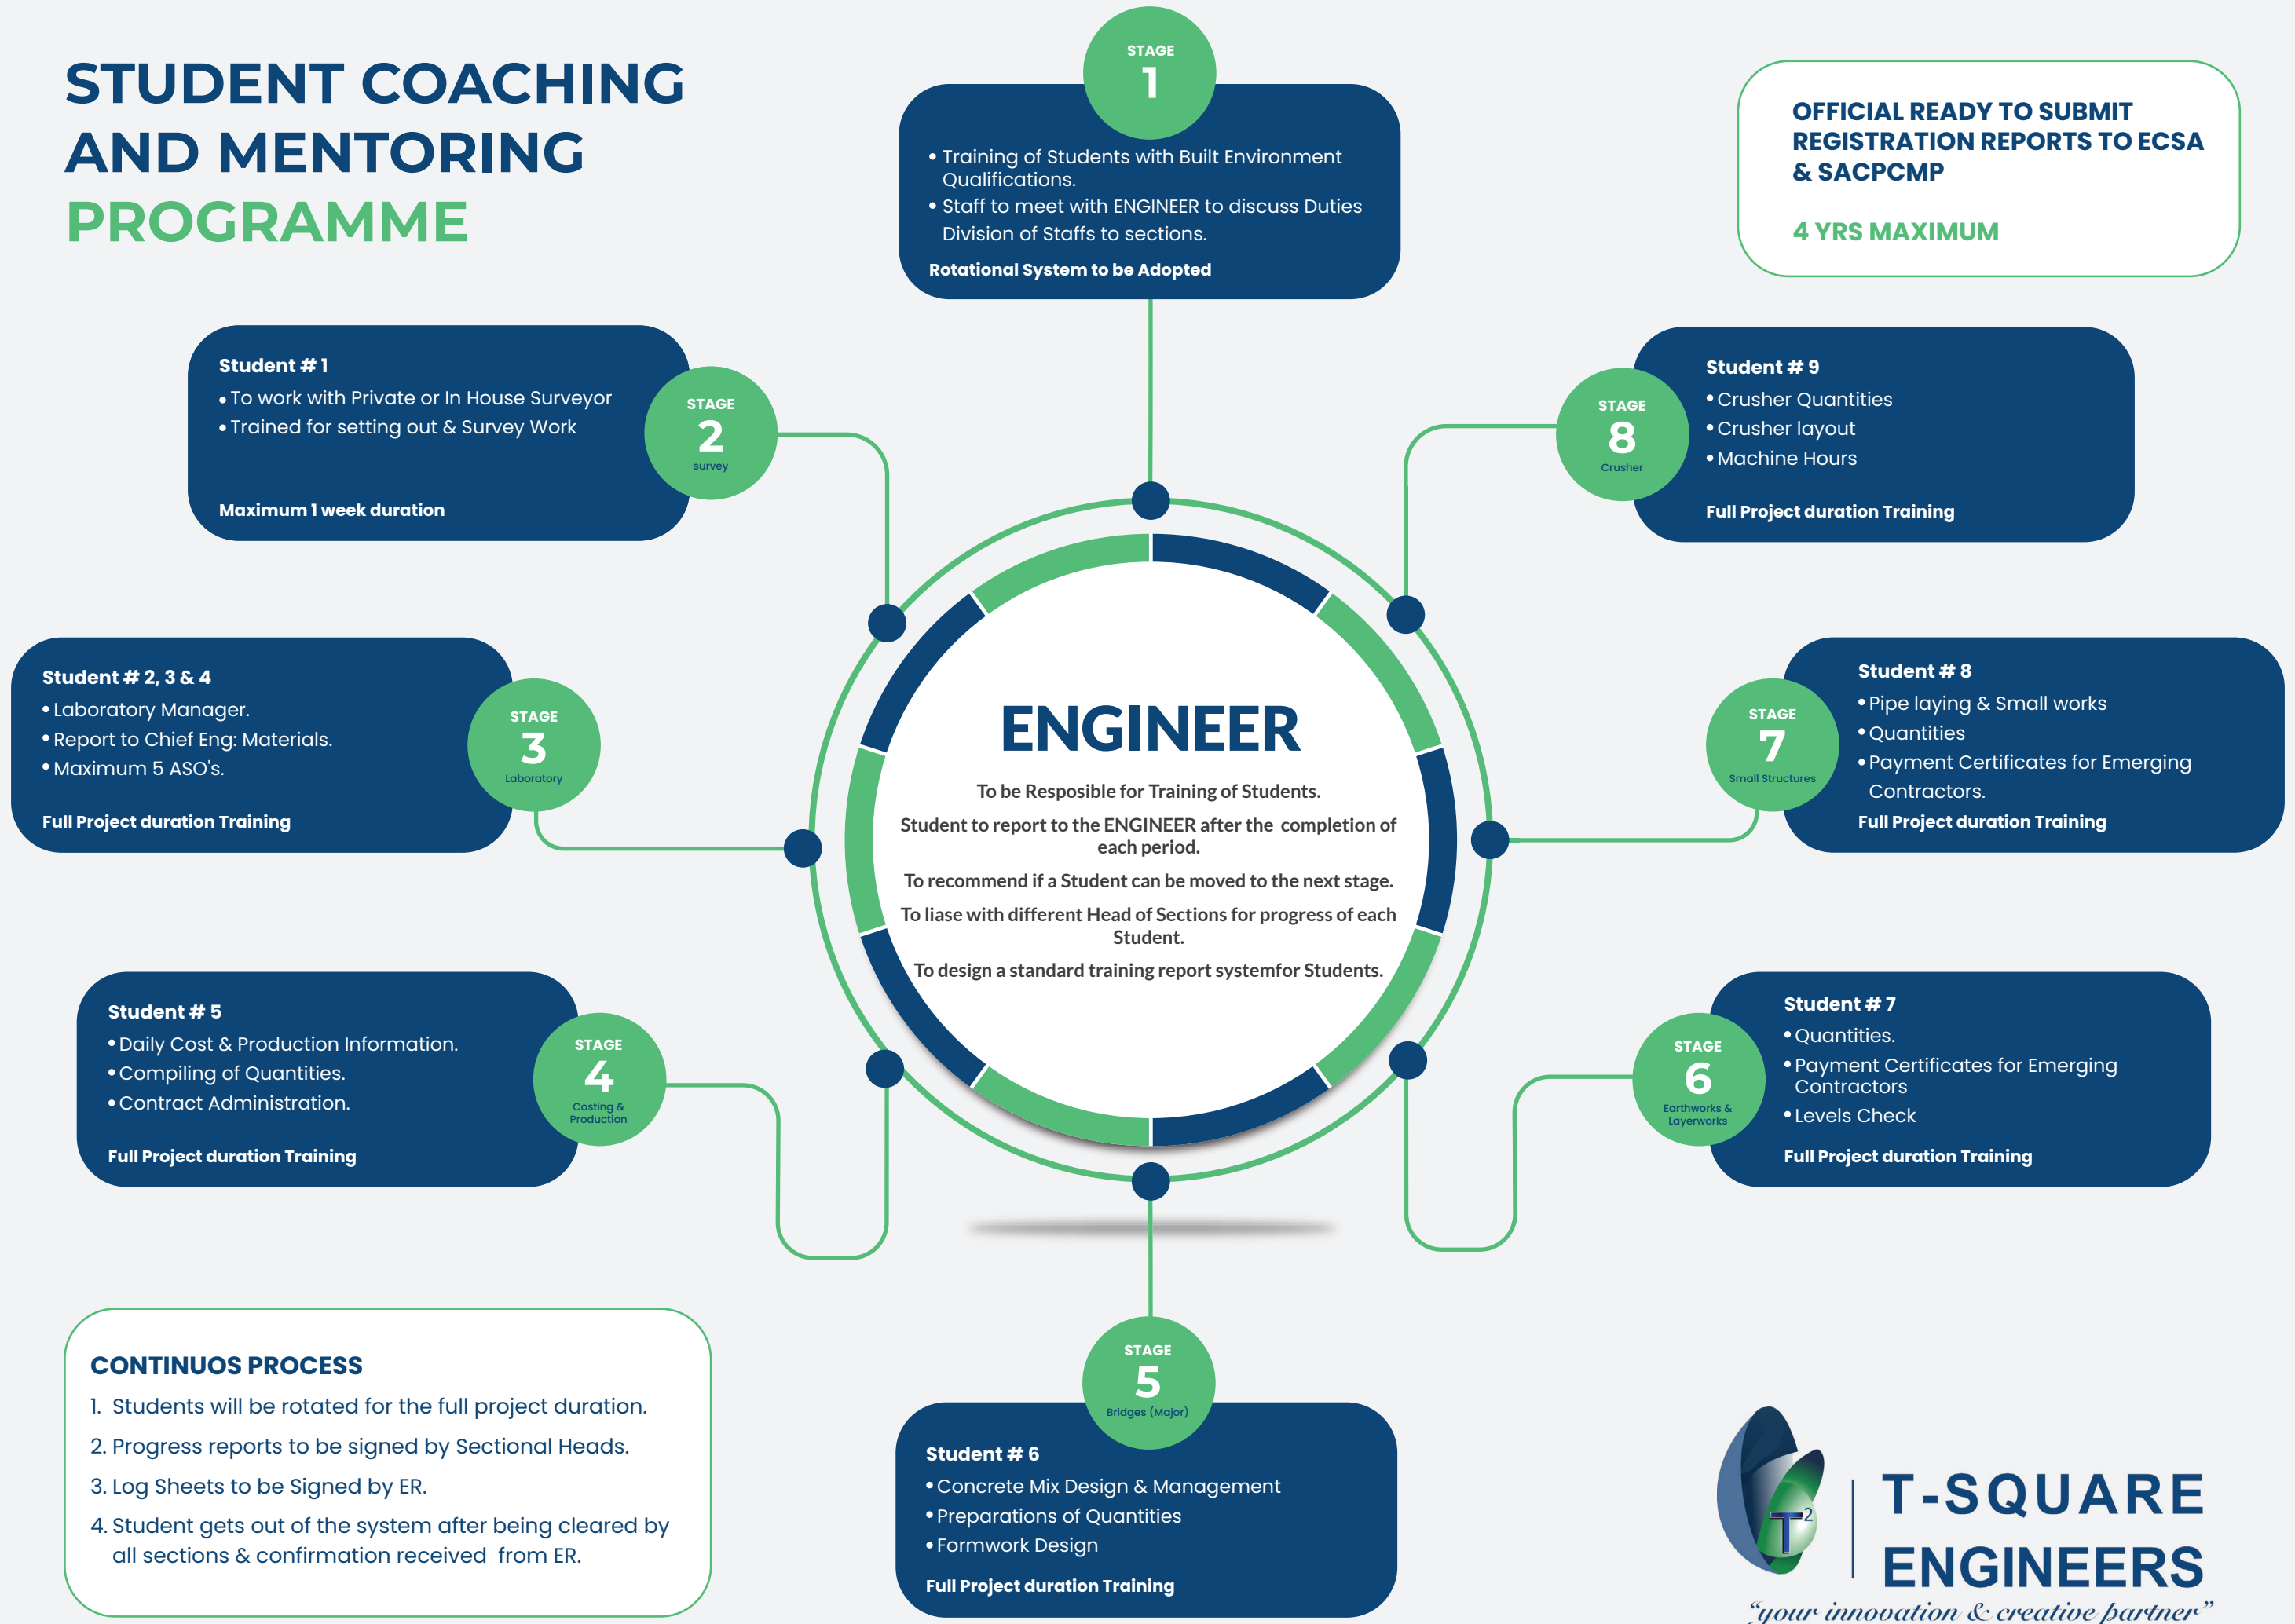 STUDENT COACHING
AND MENTORING
PROGRAMME
STAGE
1
• Training of Students with Built Environment
Qualifications.
• Staff to meet with ENGINEER to discuss Duties
Division of Staffs to sections.
Rotational System to be Adopted
OFFICIAL READY TO SUBMIT
REGISTRATION REPORTS TO ECSA
& SACPCMP
4 YRS MAXIMUM
Student # 1
• To work with Private or In House Surveyor
• Trained for setting out & Survey Work
Maximum 1 week duration
STAGE
2
survey
STAGE
8
Crusher
Student # 9
• Crusher Quantities
• Crusher layout
• Machine Hours
Full Project duration Training
Student # 2, 3 & 4
• Laboratory Manager.
• Report to Chief Eng: Materials.
• Maximum 5 ASO's.
Full Project duration Training
STAGE
3
Laboratory
ENGINEER
To be Resposible for Training of Students.
Student to report to the ENGINEER after the completion of
each period.
To recommend if a Student can be moved to the next stage.
To liase with different Head of Sections for progress of each
Student.
To design a standard training report systemfor Students.
STAGE
7
Small Structures
Student # 8
• Pipe laying & Small works
• Quantities
• Payment Certificates for Emerging
Contractors.
Full Project duration Training
Student # 5
• Daily Cost & Production Information.
• Compiling of Quantities.
• Contract Administration.
Full Project duration Training
STAGE
4
Costing &
Production
STAGE
6
Earthworks &
Layerworks
Student # 7
• Quantities.
• Payment Certificates for Emerging
Contractors
• Levels Check
Full Project duration Training
CONTINUOS PROCESS
1. Students will be rotated for the full project duration.
2. Progress reports to be signed by Sectional Heads.
3. Log Sheets to be Signed by ER.
4. Student gets out of the system after being cleared by
all sections & confirmation received from ER.
STAGE
5
Bridges (Major)
Student # 6
• Concrete Mix Design & Management
• Preparations of Quantities
• Formwork Design
Full Project duration Training
T2
T-SQUARE
ENGINEERS
“your innovation & creative partner”